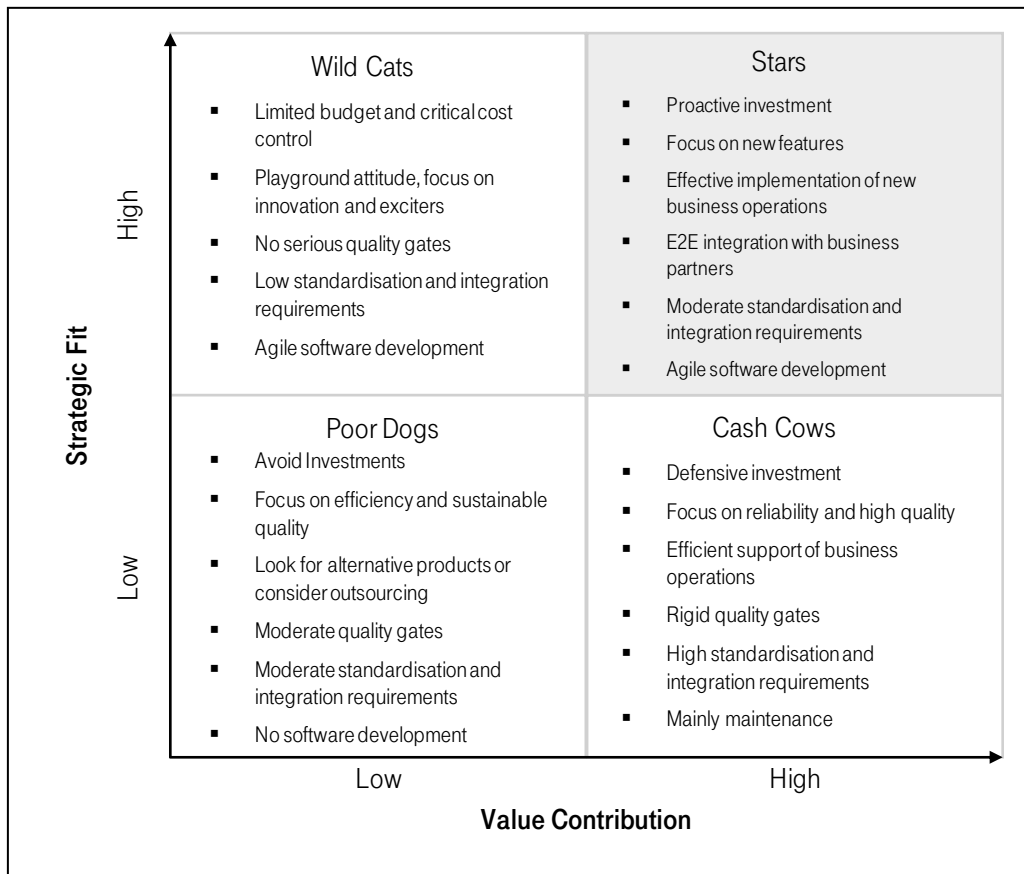 Wild Cats
▪ Limited budget and critical cost
control
▪ Playground attitude, focus on
innovation and exciters
▪ No serious quality gates
▪ Low standardisation and integration
requirements
▪ Agile software development
Stars
▪ Proactive investment
▪ Focus on new features
▪ Effective implementation of new
business operations
▪ E2E integration with business
partners
▪ Moderate standardisation and
integration requirements
▪ Agile software development
High
Strategic Fit
Low
Poor Dogs
▪ Avoid Investments
▪ Focus on efficiency and sustainable
quality
▪ Look for alternative products or
consider outsourcing
▪ Moderate quality gates
▪ Moderate standardisation and
integration requirements
▪ No software development
Cash Cows
▪ Defensive investment
▪ Focus on reliability and high quality
▪ Efficient support of business
operations
▪ Rigid quality gates
▪ High standardisation and
integration requirements
▪ Mainly maintenance
Low
High
Value Contribution